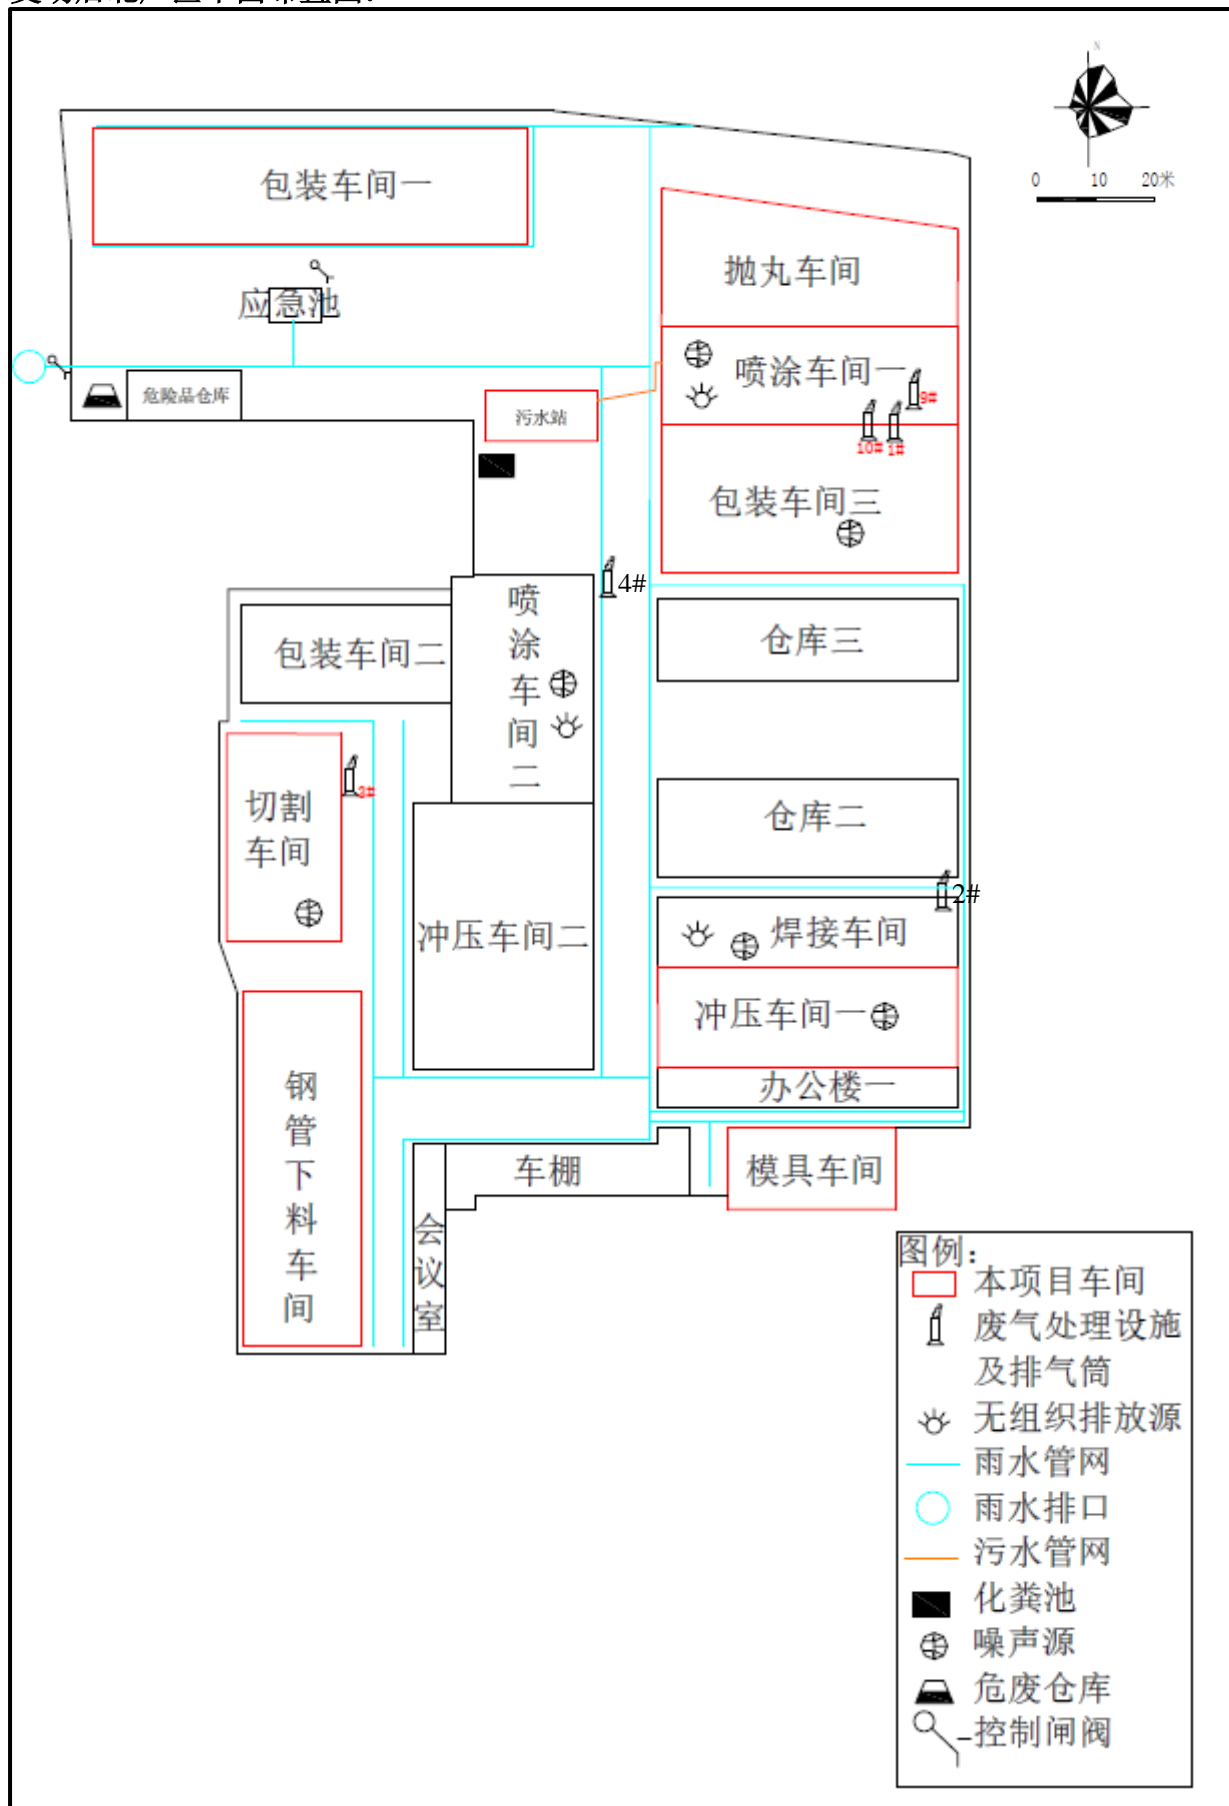 N
0 10 20米
包装车间一
抛丸车间
应急池
喷涂车间一
9#
危险品仓库
污水站
10#
1#
包装车间三
4#
喷涂车间二
仓库三
包装车间二
3#
切割
车间
仓库二
2#
冲压车间二
焊接车间
冲压车间一
钢管下料车间
办公楼一
车棚
模具车间
会议室
图例：
本项目车间
废气处理设施
及排气筒
无组织排放源
雨水管网
雨水排口
污水管网
化粪池
噪声源
危废仓库
控制闸阀